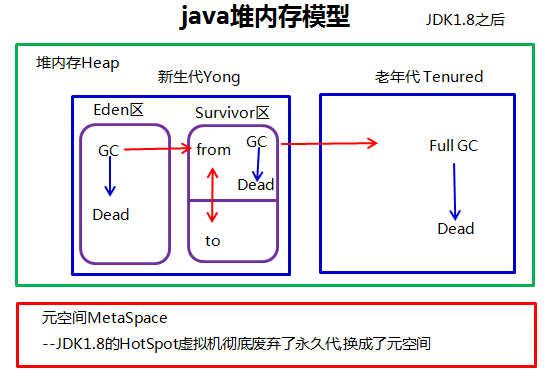 java堆内存模型
JDK1.8之后
堆内存Heap
新生代Yong
老年代 Tenured
Eden区
Survivor区
GC
Dead
from
GC
Dead
to
Full GC
Dead
元空间MetaSpace
--JDK1.8的HotSpot虚拟机彻底废弃了永久代,换成了元空间